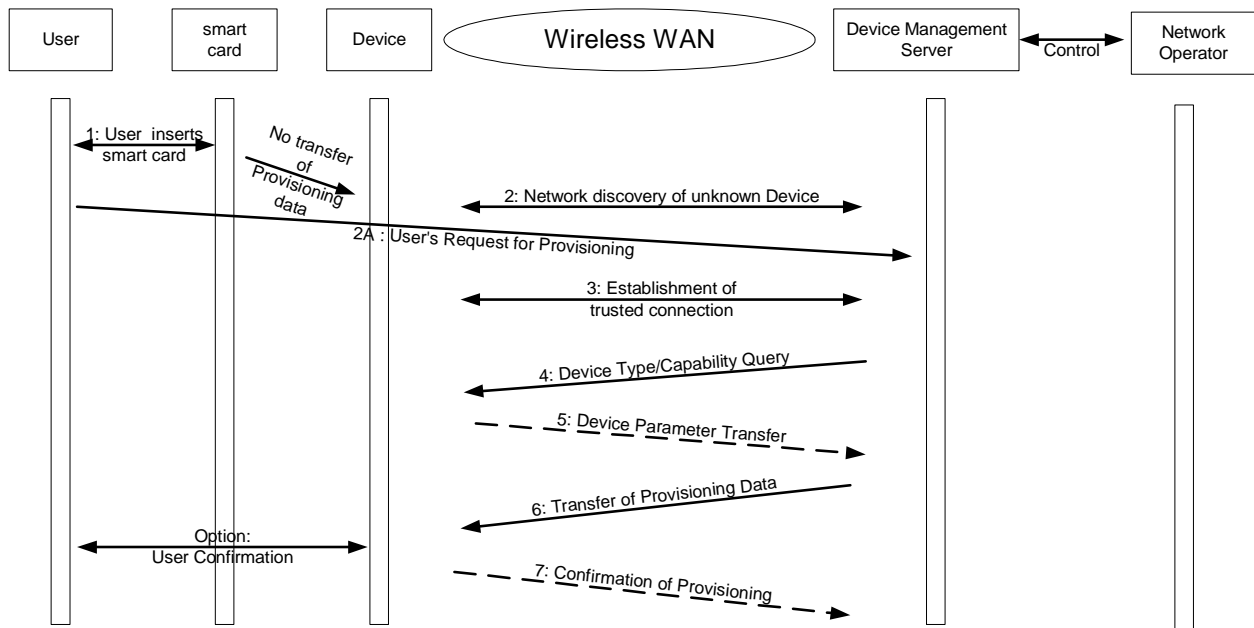 User
smart
card
Device
Wireless WAN
Device Management
Server
Control
Network
Operator
1: User inserts
smart card
No transfer
of
Provisioning
data
2: Network discovery of unknown Device
2A : User's Request for Provisioning
3: Establishment of
trusted connection
4: Device Type/Capability Query
5: Device Parameter Transfer
6: Transfer of Provisioning Data
Option:
User Confirmation
7: Confirmation of Provisioning